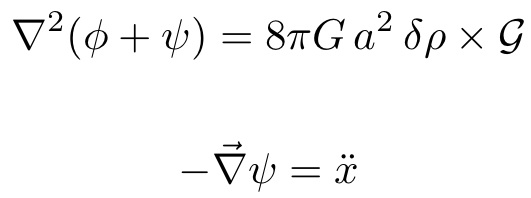 ∇²(ϕ + ψ) = 8πG a² δρ × 𝒢
−∇⃗ψ = ẍ